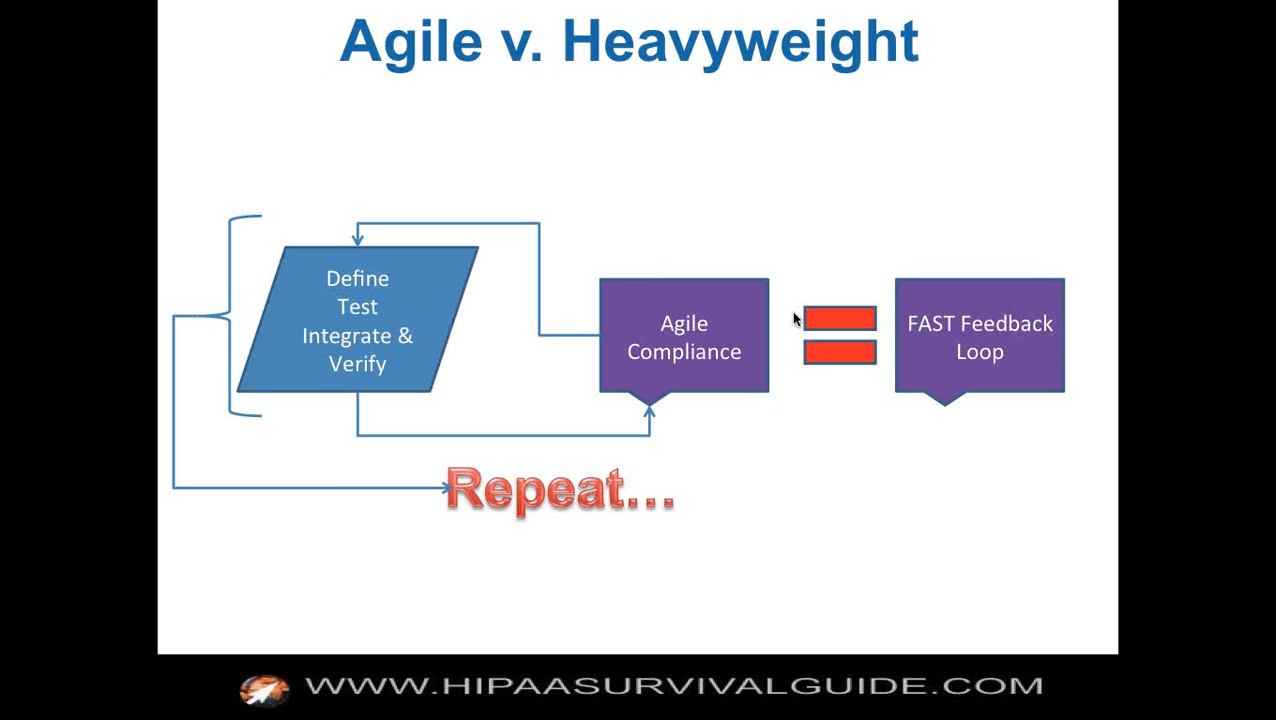 Agile v. Heavyweight
Define
Test
Integrate &
Verify
Agile
Compliance
FAST Feedback
Loop
Repeat...
WWW.HIPAASURVIVALGUIDE.COM